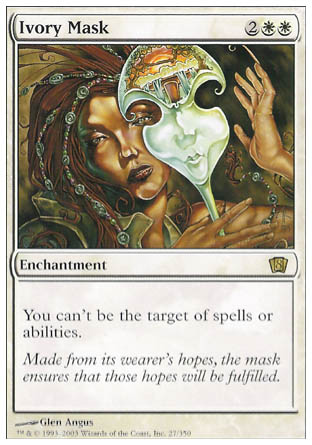 Ivory Mask 2
Enchantment
You can't be the target of spells or
abilities.
Made from its wearer's hopes, the mask
ensures that those hopes will be fulfilled.
Glen Angus
™ & © 1993-2003 Wizards of the Coast, Inc. 27/350